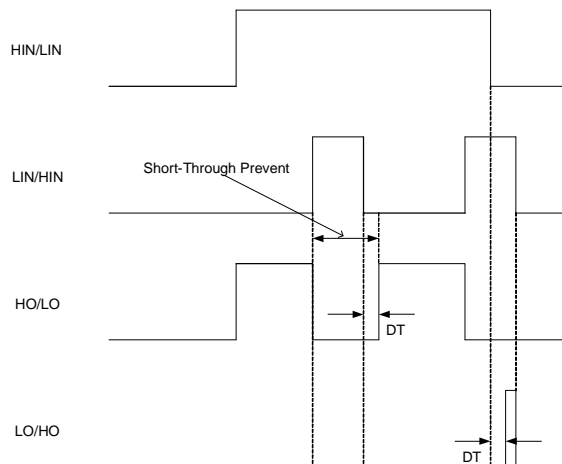 HIN/LIN
LIN/HIN
Short-Through Prevent
HO/LO
DT
LO/HO
DT